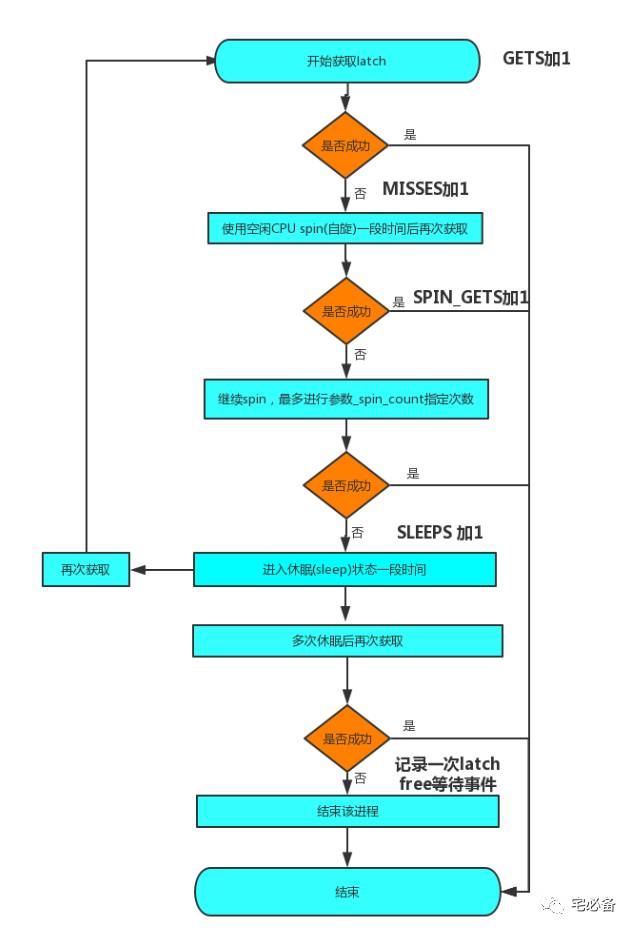 开始获取latch
GETS加1
是否成功
是
否
MISSES加1
使用空闲CPU spin(自旋)一段时间后再次获取
是否成功
是
SPIN_GETS加1
否
继续spin，最多进行参数_spin_count指定次数
是否成功
是
否
SLEEPS 加1
再次获取
进入休眠(sleep)状态一段时间
多次休眠后再次获取
是否成功
是
否
记录一次latch
free等待事件
结束该进程
结束
宅必备